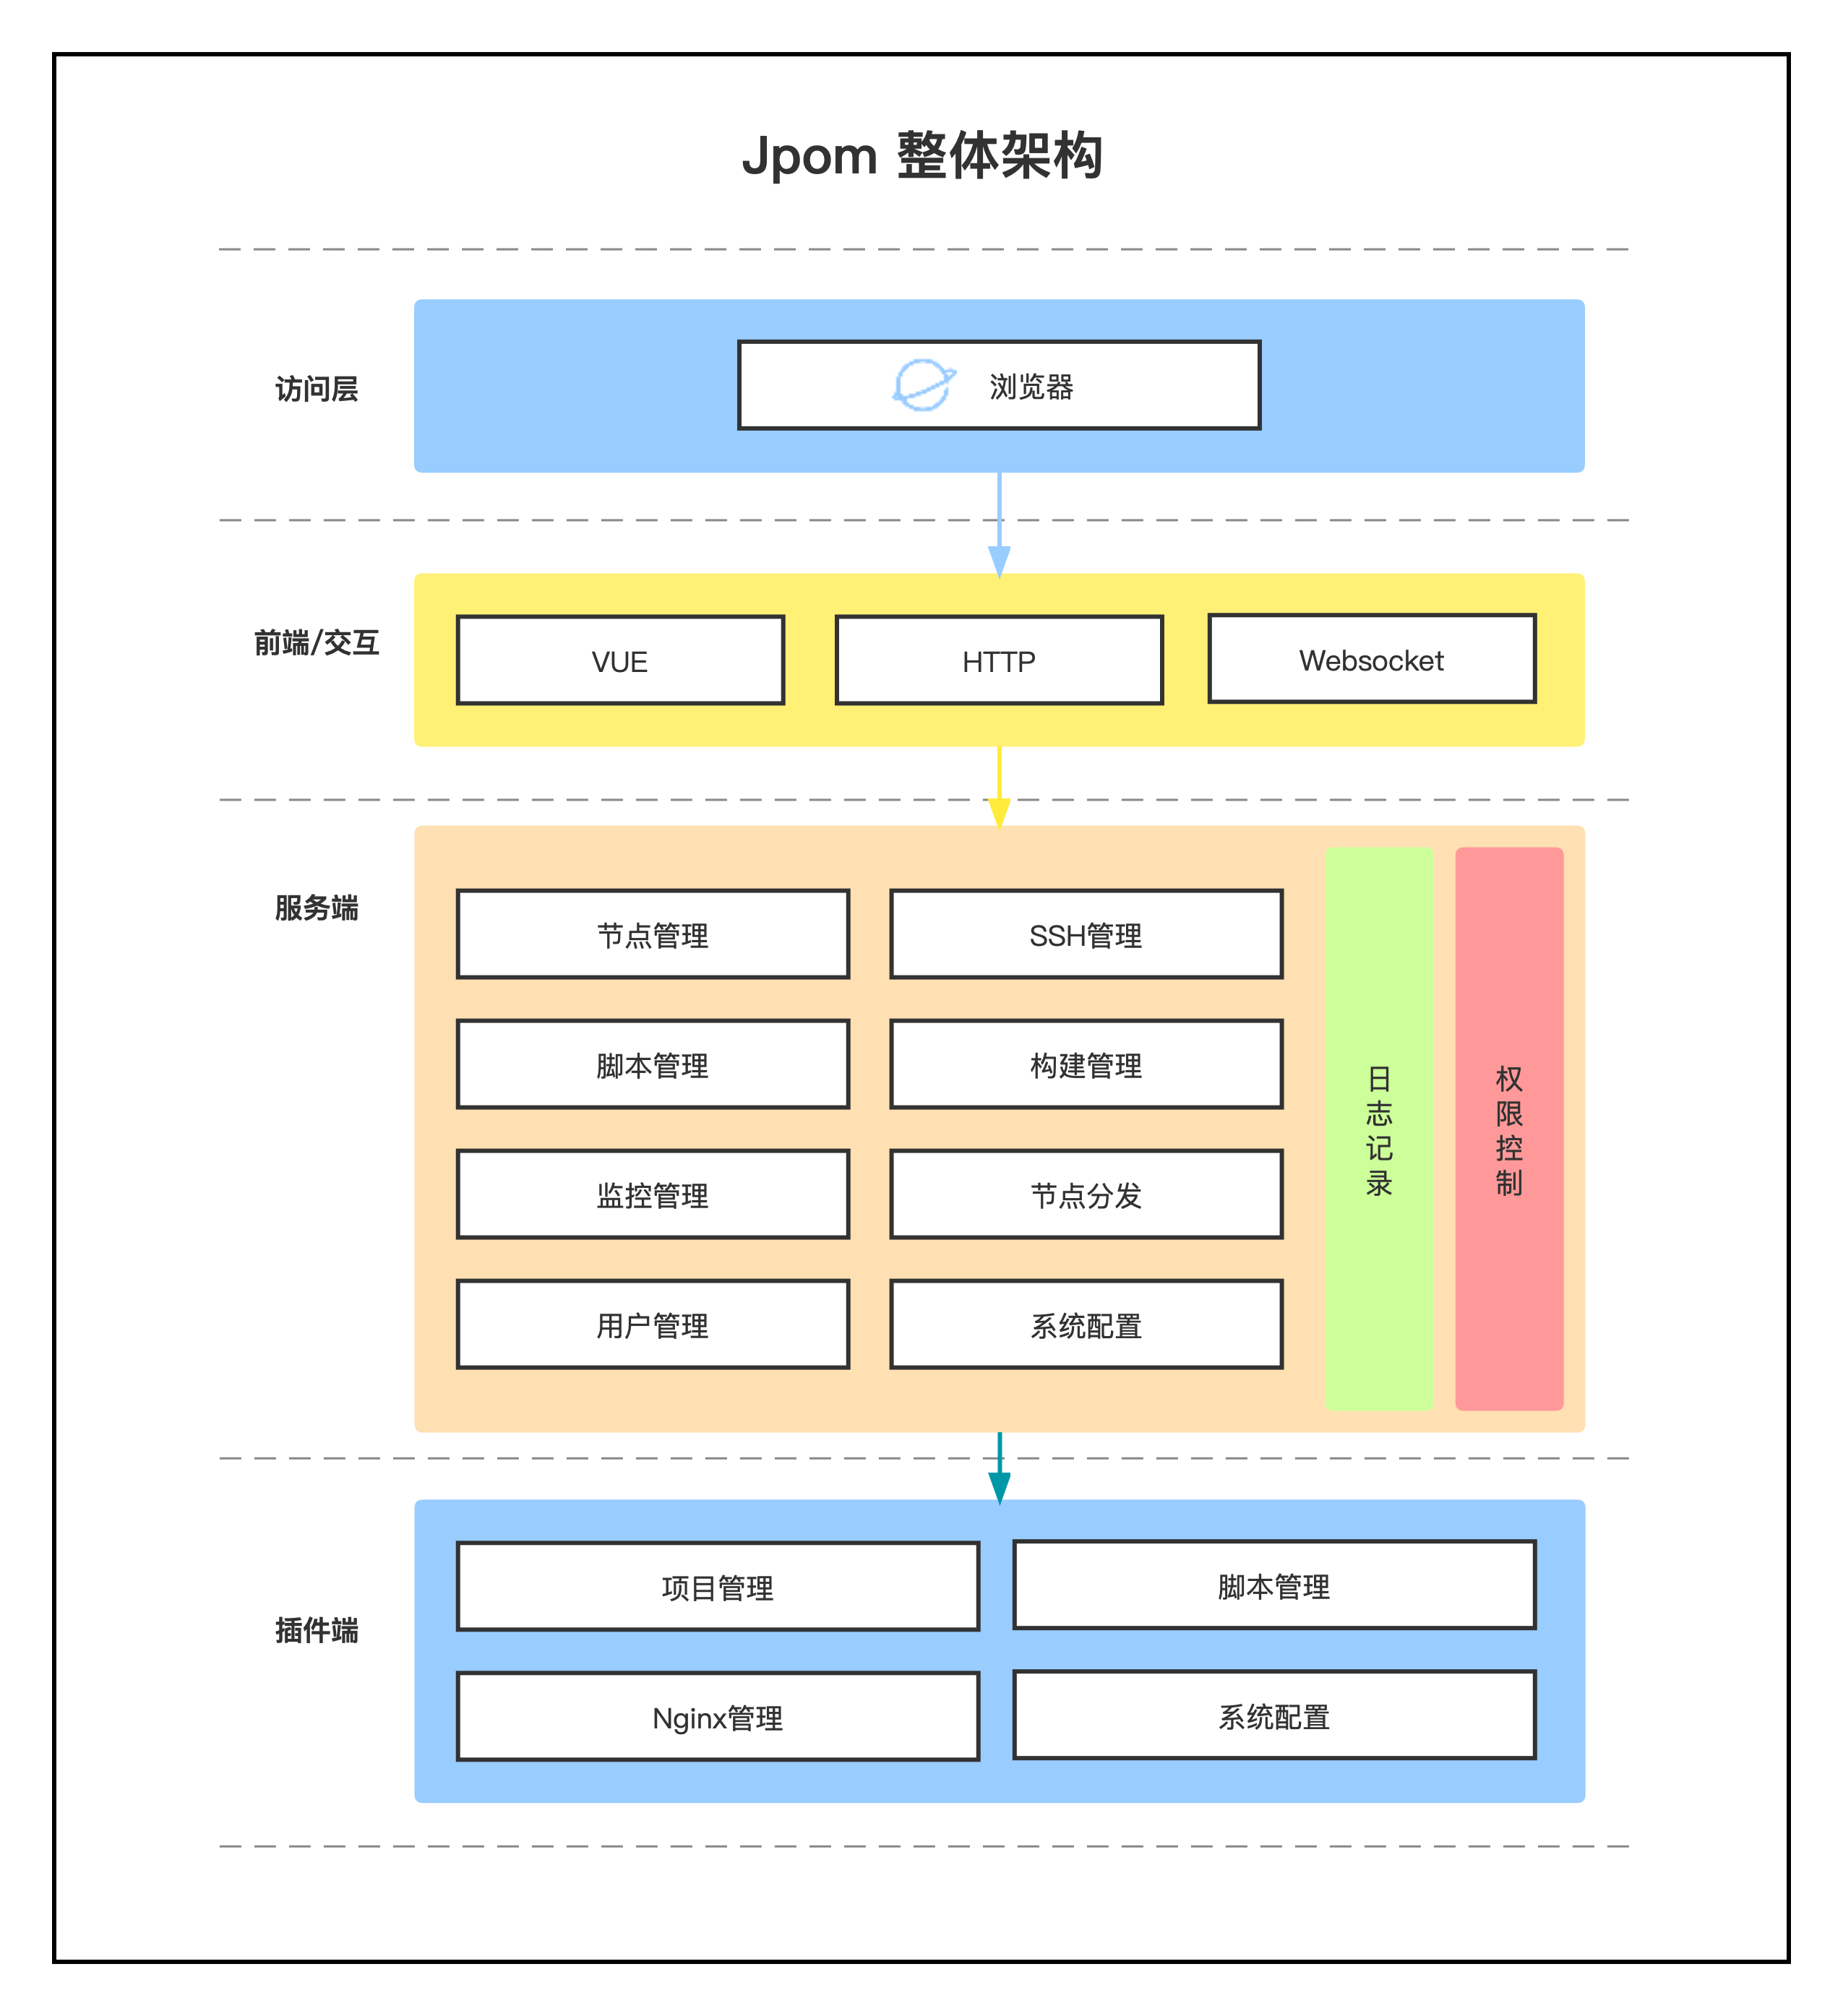 Jpom 整体架构
访问层
浏览器
前端/交互
VUE
HTTP
Websocket
服务端
节点管理
SSH管理
脚本管理
构建管理
监控管理
节点分发
用户管理
系统配置
日志记录
权限控制
插件端
项目管理
脚本管理
Nginx管理
系统配置